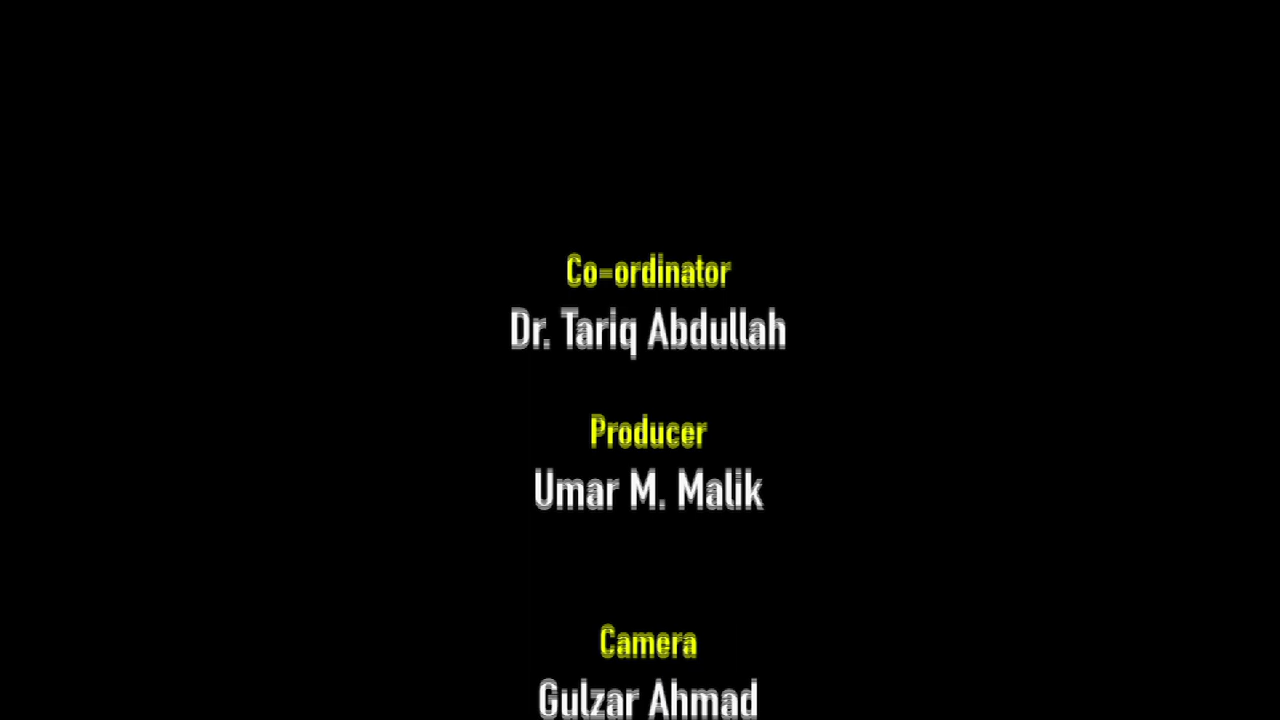 Co-ordinator
Dr. Tariq Abdullah
Producer
Umar M. Malik
Camera
Gulzar Ahmad